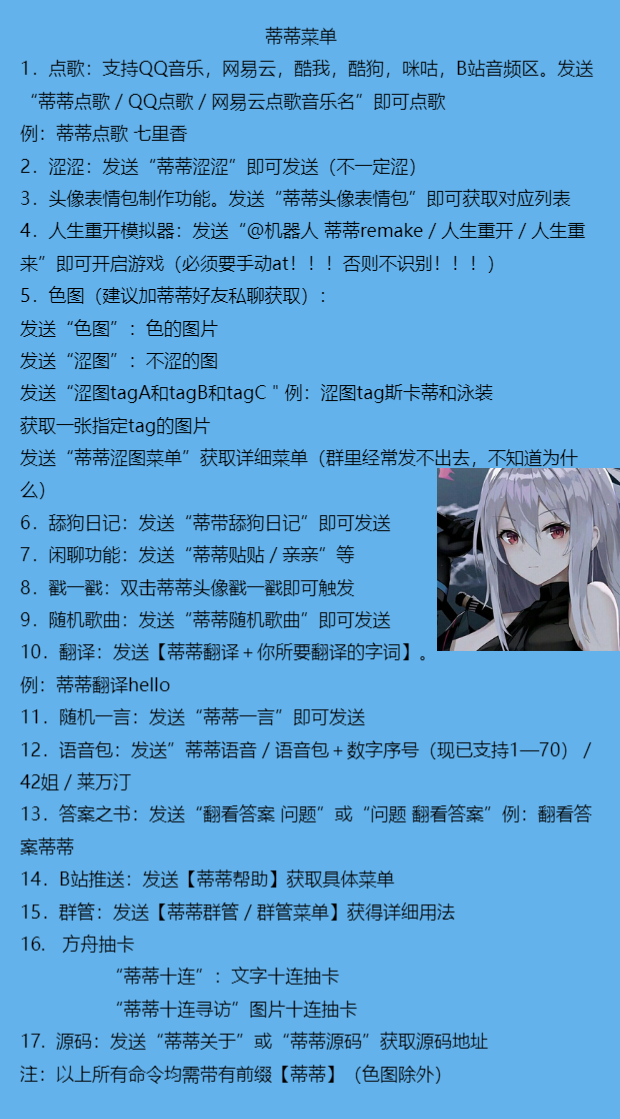 蒂蒂菜单
1. 点歌：支持QQ音乐，网易云，酷我，酷狗，咪咕，B站音频区。发送
“蒂蒂点歌 / QQ点歌 / 网易云点歌音乐名”即可点歌
例：蒂蒂点歌 七里香
2. 涩涩：发送“蒂蒂涩涩”即可发送（不一定涩）
3. 头像表情包制作功能。发送“蒂蒂头像表情包”即可获取对应列表
4. 人生重开模拟器：发送“@机器人 蒂蒂remake / 人生重开 / 人生重
来”即可开启游戏（必须要手动at！！！否则不识别！！！）
5. 色图（建议加蒂蒂好友私聊获取）：
发送“色图”：色的图片
发送“涩图”：不涩的图
发送“涩图tagA和tagB和tagC＂例：涩图tag斯卡蒂和泳装
获取一张指定tag的图片
发送“蒂蒂涩图菜单”获取详细菜单（群里经常发不出去，不知道为什
么）
6. 舔狗日记：发送“蒂带舔狗日记”即可发送
7. 闲聊功能：发送“蒂蒂贴贴 / 亲亲”等
8. 戳一戳：双击蒂蒂头像戳一戳即可触发
9. 随机歌曲：发送“蒂蒂随机歌曲”即可发送
10. 翻译：发送【蒂蒂翻译＋你所要翻译的字词】。
例：蒂蒂翻译hello
11. 随机一言：发送“蒂蒂一言”即可发送
12. 语音包：发送”蒂蒂语音 / 语音包＋数字序号（现已支持1—70） /
42姐 / 莱万汀
13. 答案之书：发送“翻看答案 问题”或“问题 翻看答案”例：翻看答
案蒂蒂
14. B站推送：发送【蒂蒂帮助】获取具体菜单
15. 群管：发送【蒂蒂群管 / 群管菜单】获得详细用法
16. 方舟抽卡
“蒂蒂十连”：文字十连抽卡
“蒂蒂十连寻访”图片十连抽卡
17. 源码：发送“蒂蒂关于”或“蒂蒂源码”获取源码地址
注：以上所有命令均需带有前缀【蒂蒂】（色图除外）